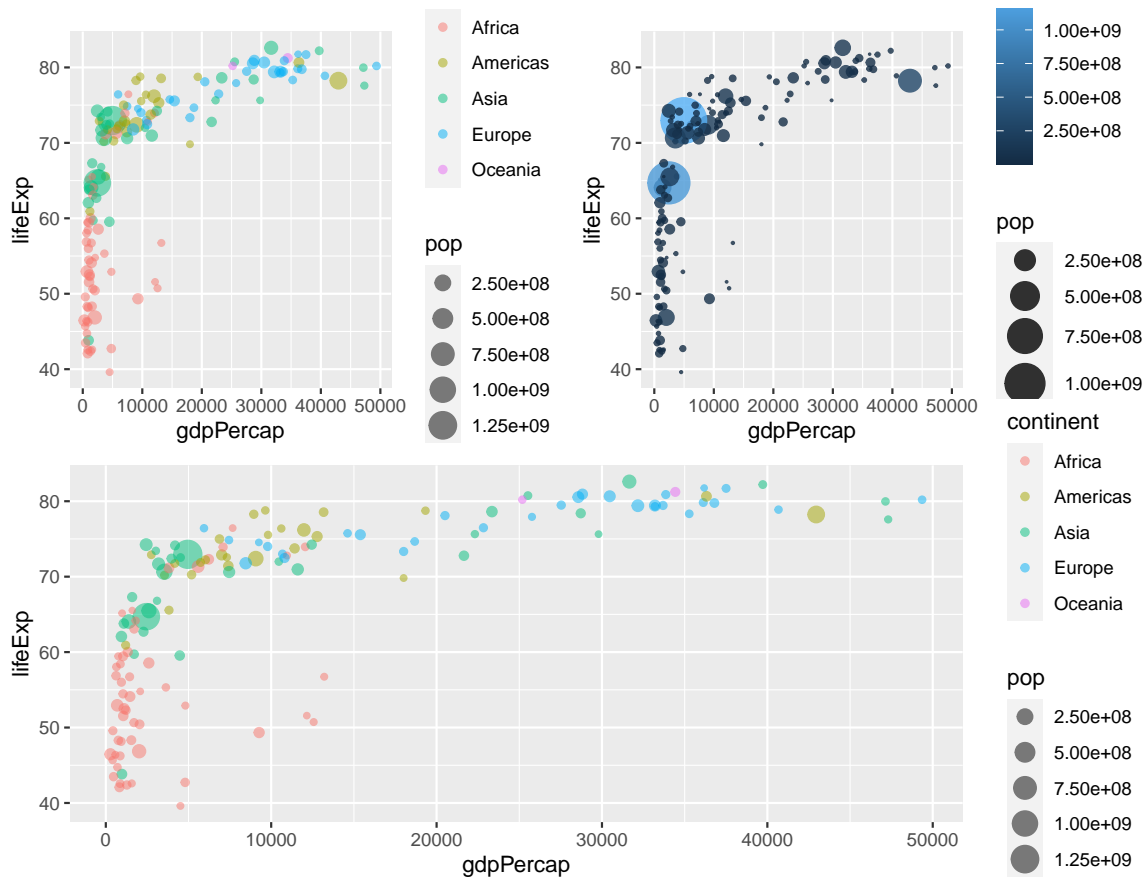 lifeExp
80
70
60
50
40
0
10000
20000
30000
40000
50000
gdpPercap
Africa
Americas
Asia
Europe
Oceania
pop
2.50e+08
5.00e+08
7.50e+08
1.00e+09
1.25e+09
lifeExp
80
70
60
50
40
0
10000
20000
30000
40000
50000
gdpPercap
1.00e+09
7.50e+08
5.00e+08
2.50e+08
pop
2.50e+08
5.00e+08
7.50e+08
1.00e+09
lifeExp
80
70
60
50
40
0
10000
20000
30000
40000
50000
gdpPercap
continent
Africa
Americas
Asia
Europe
Oceania
pop
2.50e+08
5.00e+08
7.50e+08
1.00e+09
1.25e+09